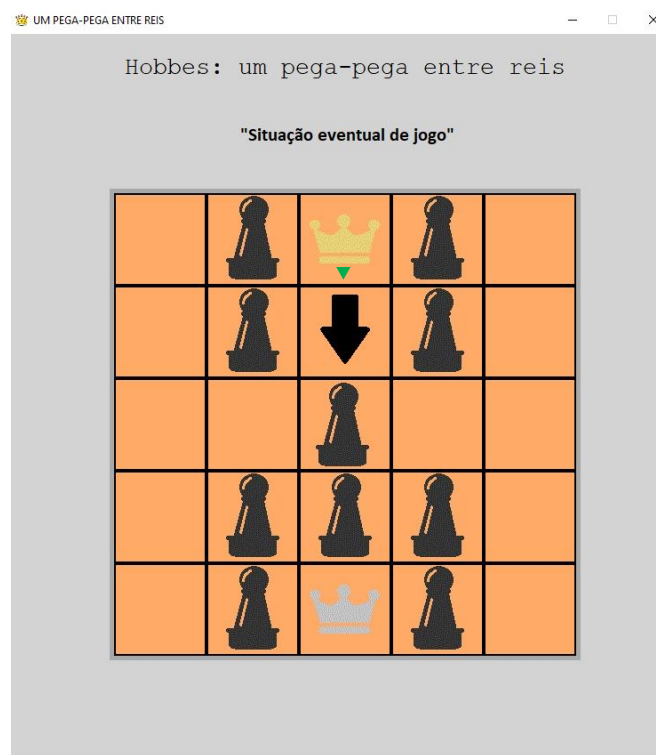 UM PEGA-PEGA ENTRE REIS
Hobbes: um pega-pega entre reis
"Situação eventual de jogo"